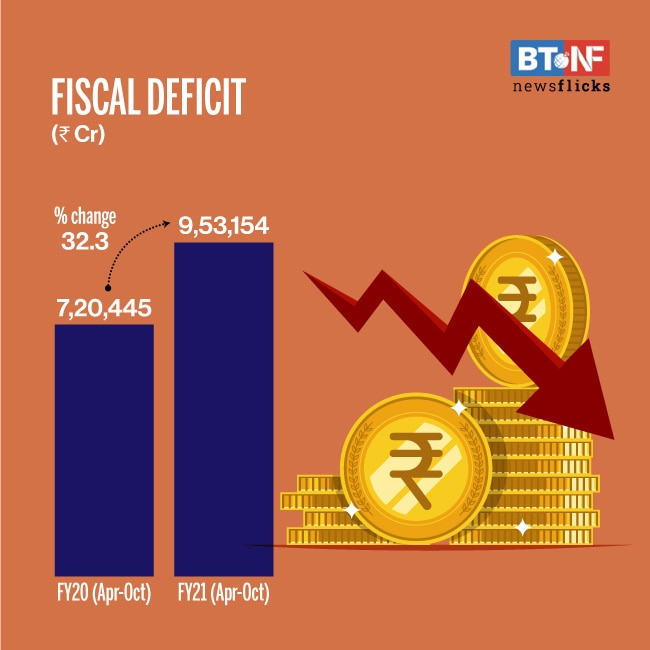 BT NF
newsflicks
FISCAL DEFICIT
(₹ Cr)
% change
32.3
9,53,154
7,20,445
₹
₹
FY20 (Apr-Oct)
FY21 (Apr-Oct)